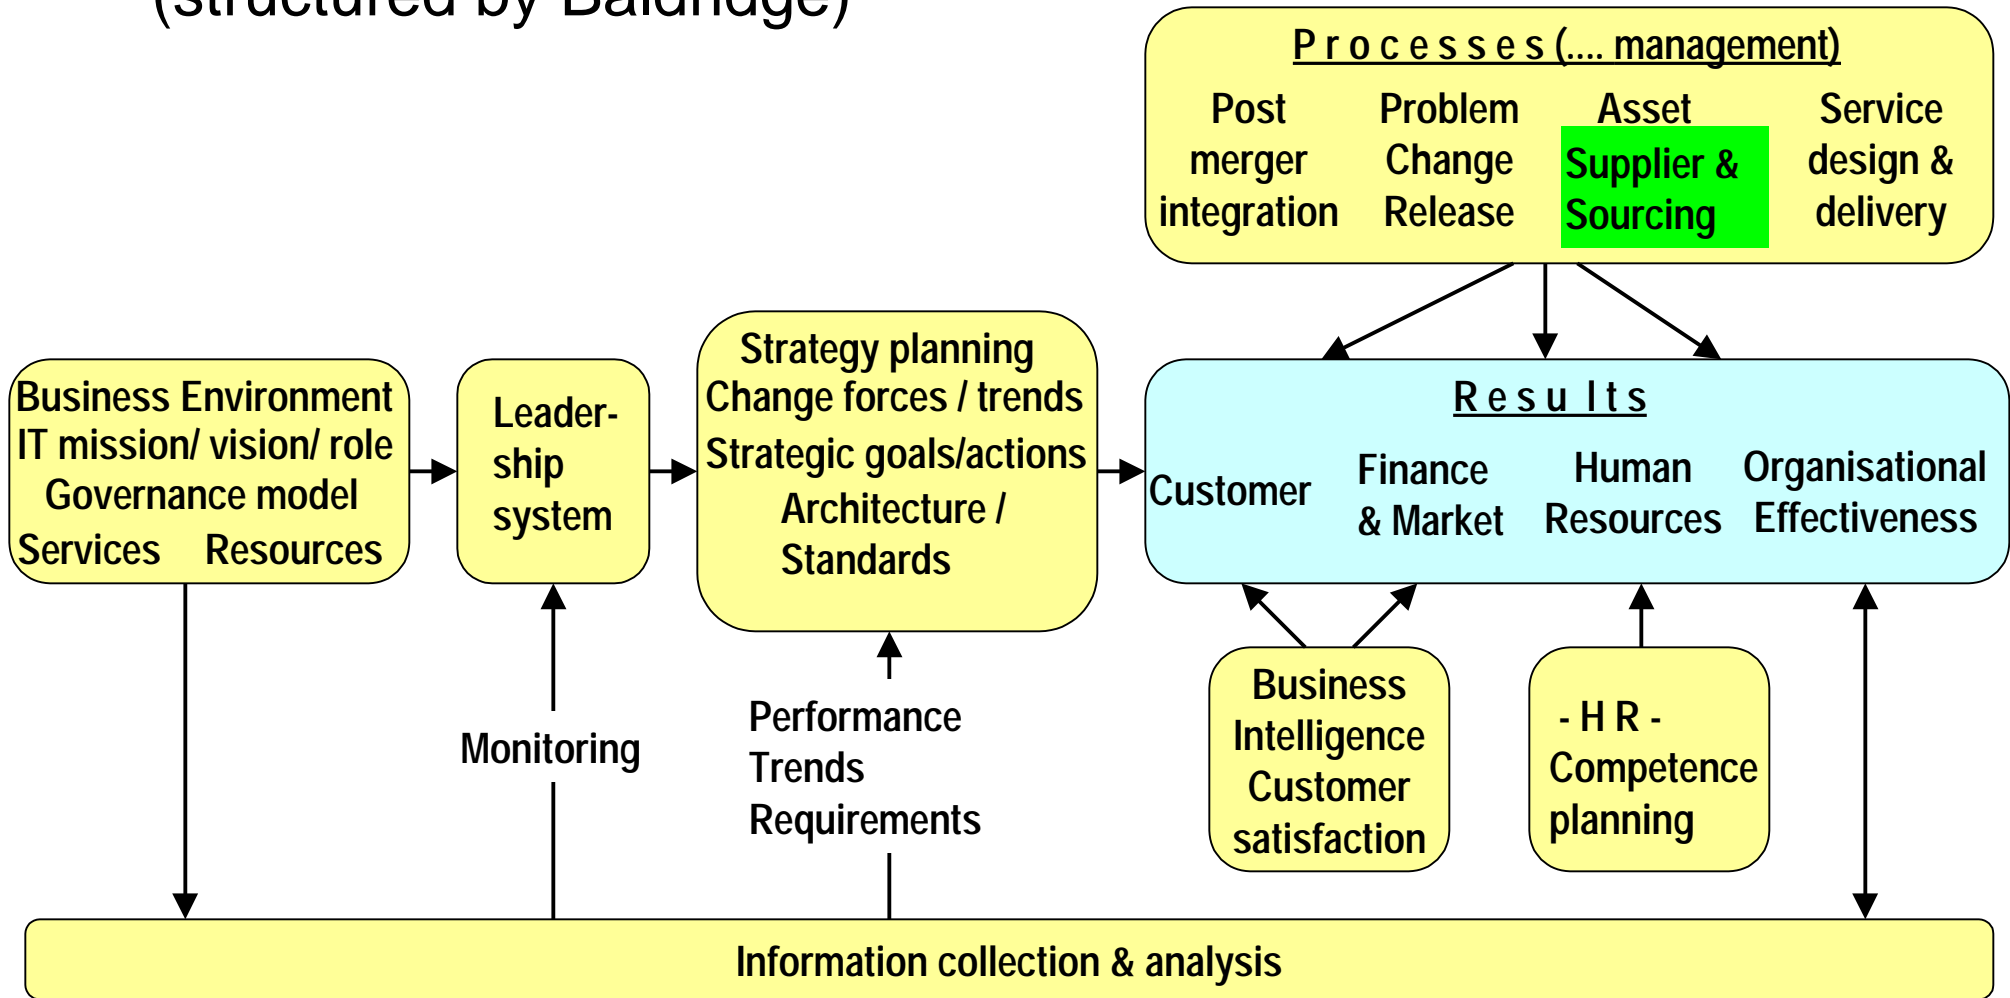 (structured by Baldridge)
P r o c e s s e s (.... management)
Post
merger
integration
Problem
Change
Release
Asset
Supplier &
Sourcing
Service
design &
delivery
Business Environment
IT mission/ vision/ role
Governance model
Services Resources
Leader-
ship
system
Strategy planning
Change forces / trends
Strategic goals/actions
Architecture /
Standards
R e s u l t s
Customer
Finance
& Market
Human
Resources
Organisational
Effectiveness
Monitoring
Performance
Trends
Requirements
Business
Intelligence
Customer
satisfaction
- H R -
Competence
planning
Information collection & analysis